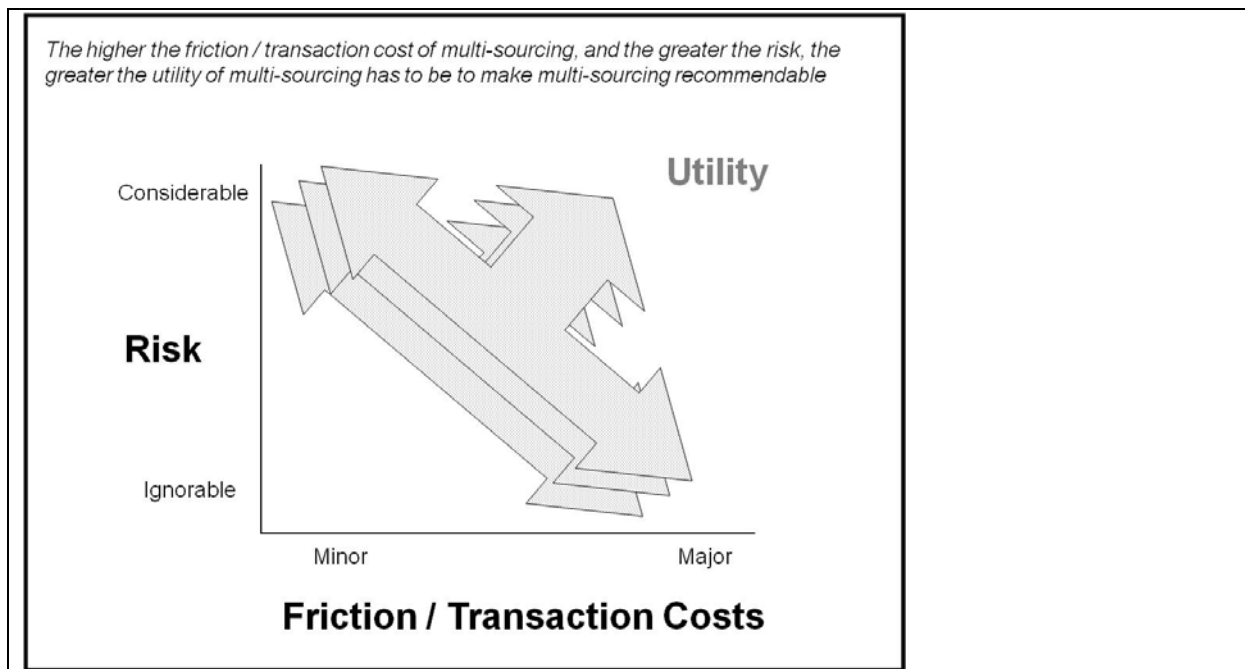 The higher the friction / transaction cost of multi-sourcing, and the greater the risk, the
greater the utility of multi-sourcing has to be to make multi-sourcing recommendable
Utility
Considerable
Risk
Ignorable
Minor
Major
Friction / Transaction Costs